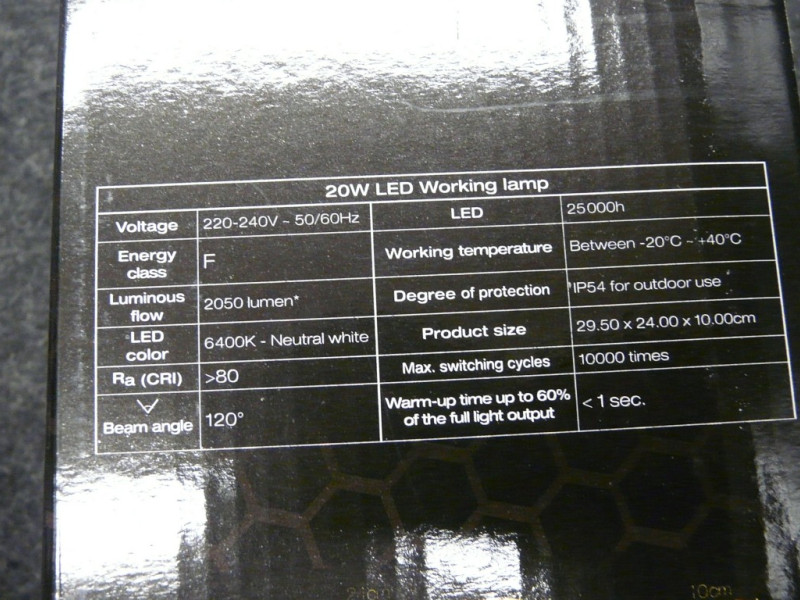 20W LED Working lamp
Voltage 220-240V ~ 50/60Hz LED 25000h
Energy class F Working temperature Between -20°C ~ +40°C
Luminous flow 2050 lumen* Degree of protection IP54 for outdoor use
LED color 6400K - Neutral white Product size 29.50 x 24.00 x 10.00cm
Ra (CRI) >80 Max. switching cycles 10000 times
Beam angle 120° Warm-up time up to 60% of the full light output < 1 sec.
10cm